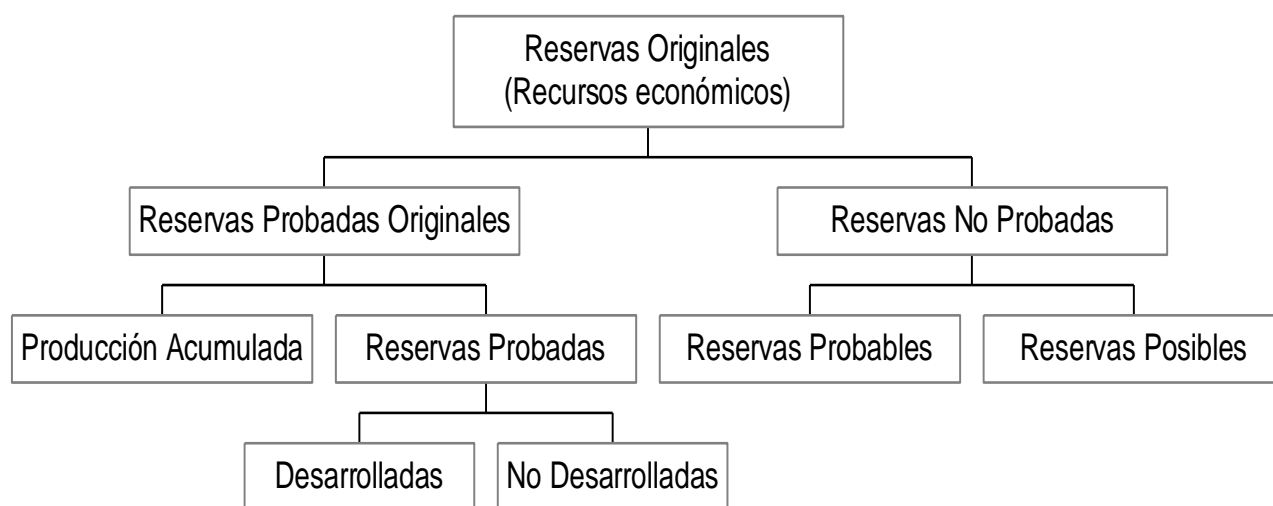 Reservas Originales
(Recursos económicos)
Reservas Probadas Originales
Reservas No Probadas
Producción Acumulada
Reservas Probadas
Reservas Probables
Reservas Posibles
Desarrolladas
No Desarrolladas